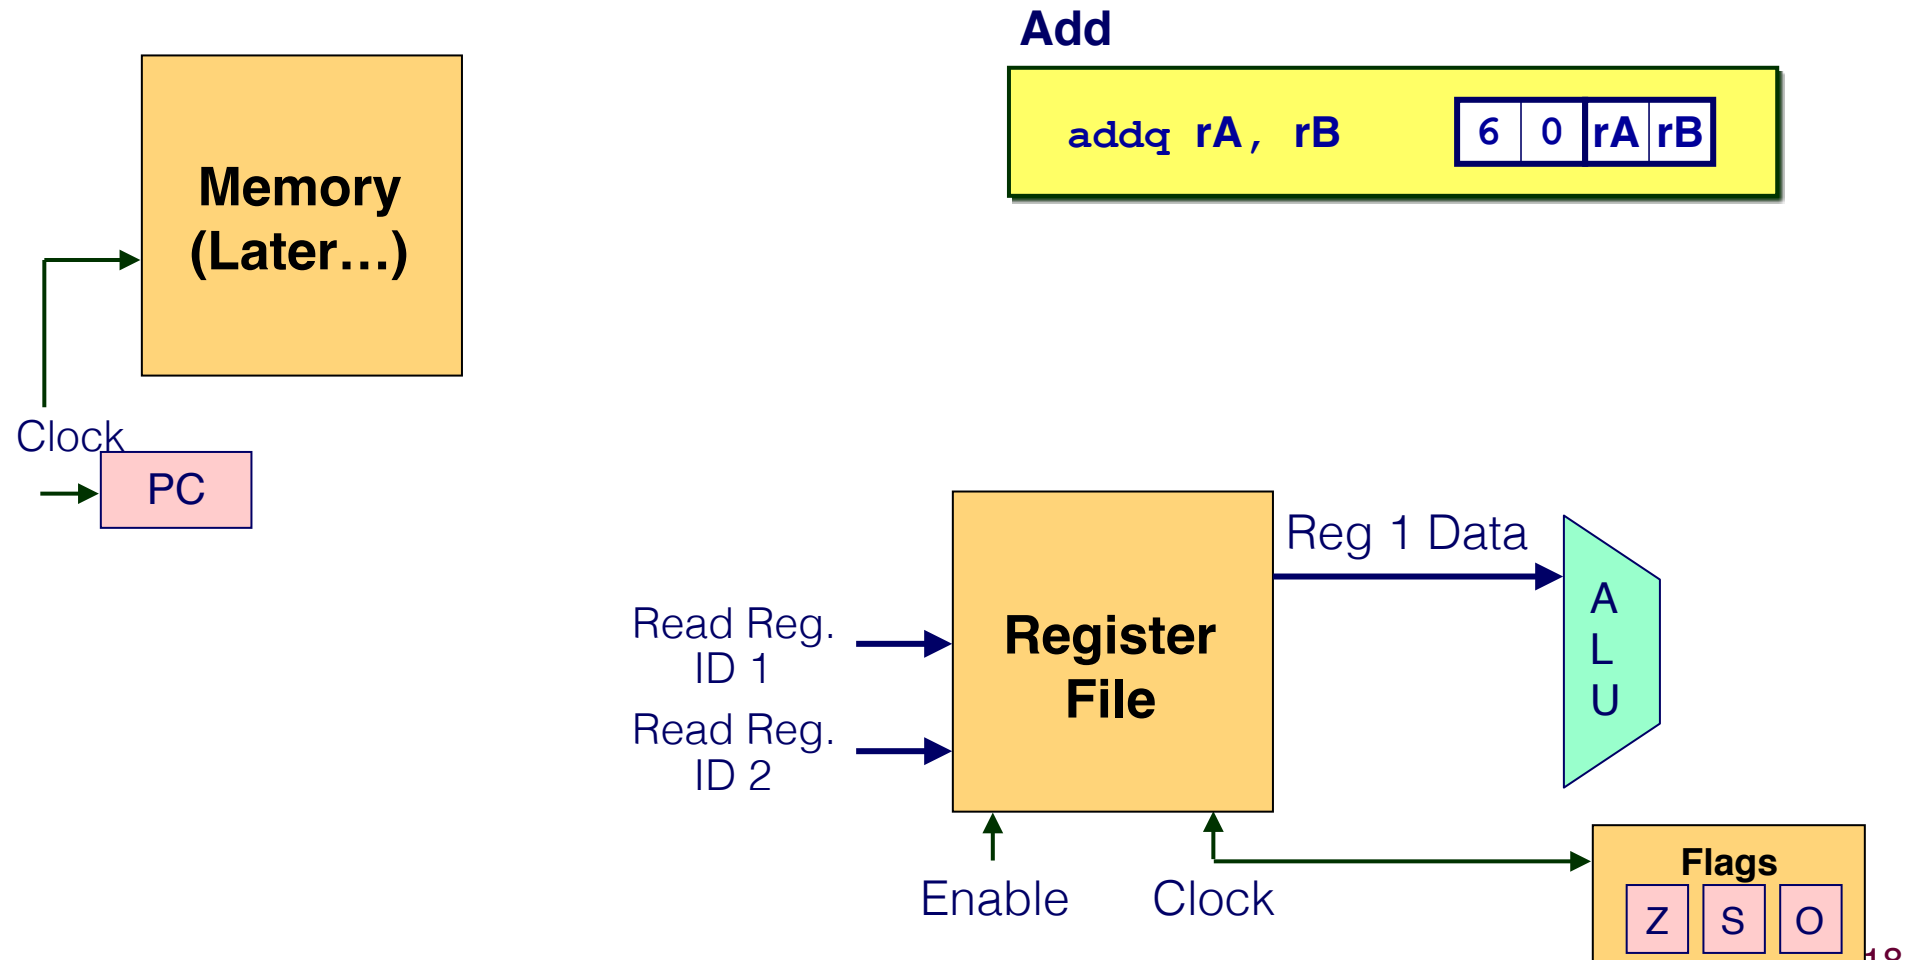 Add
addq rA, rB
6 0 rA rB
Memory
(Later…)
Clock
PC
Reg 1 Data
A
L
U
Read Reg.
ID 1
Register
File
Read Reg.
ID 2
Enable
Clock
Flags
Z S O
18